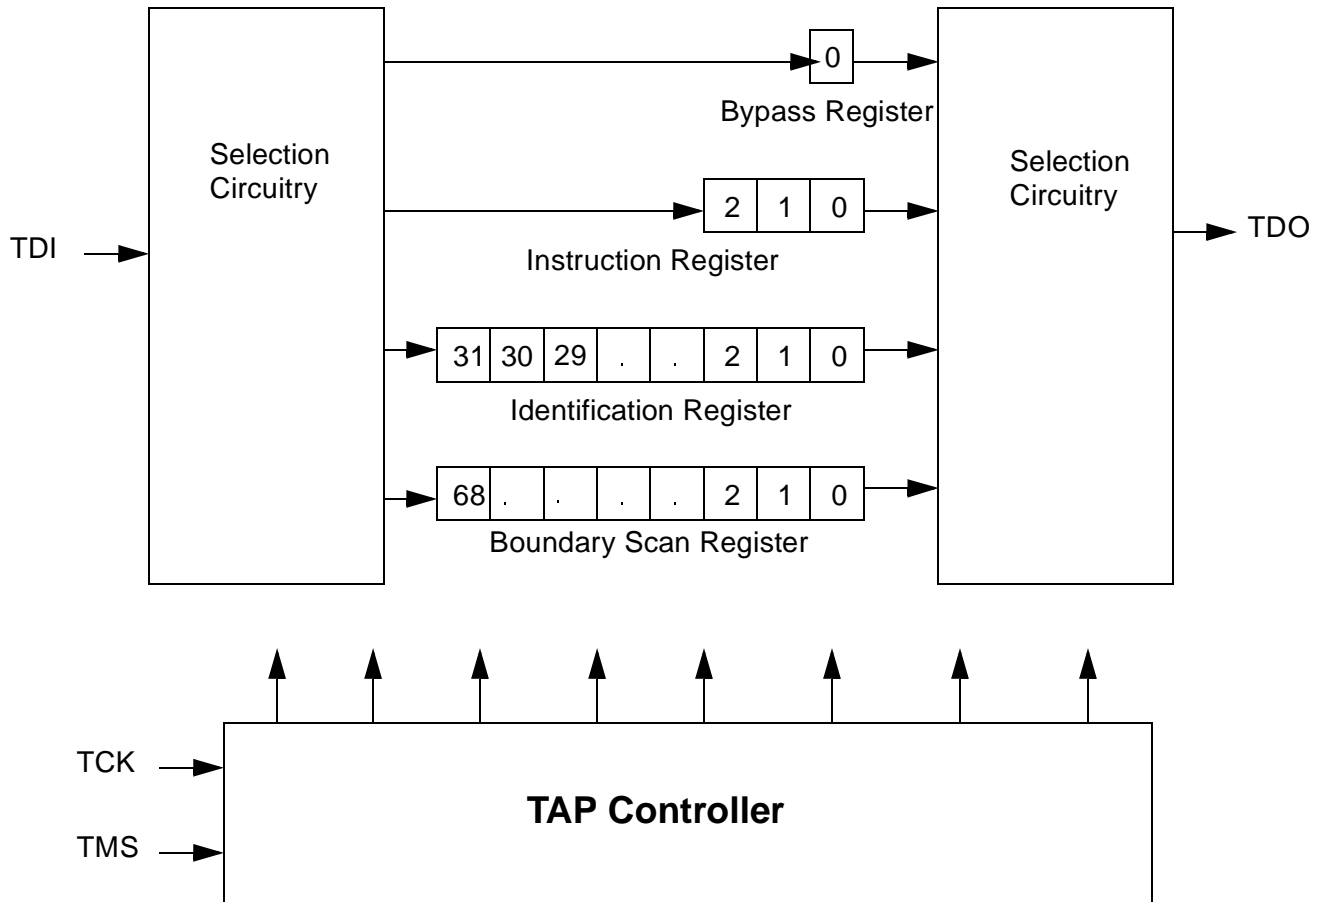 0
Bypass Register
Selection
Circuitry
Selection
Circuitry
2 1 0
TDI
TDO
Instruction Register
31 30 29 . . 2 1 0
Identification Register
68 . . . . 2 1 0
Boundary Scan Register
TCK
TAP Controller
TMS